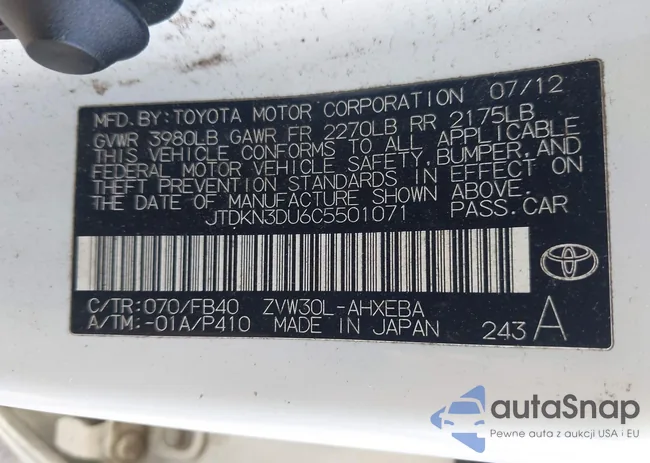 MFD. BY: TOYOTA MOTOR CORPORATION 07/12
GVWR 3980LB GAWR FR 2270LB RR 2175LB
THIS VEHICLE CONFORMS TO ALL APPLICABLE
FEDERAL MOTOR VEHICLE SAFETY, BUMPER, AND
THEFT PREVENTION STANDARDS IN EFFECT ON
THE DATE OF MANUFACTURE SHOWN ABOVE.
JTDKN3DU6C5501071 PASS. CAR
C/TR: 070/FB40 ZVW30L-AHXEBA
A/TM: -01A/P410 MADE IN JAPAN 243 A
autaSnap
Pewne auta z aukcji USA i EU